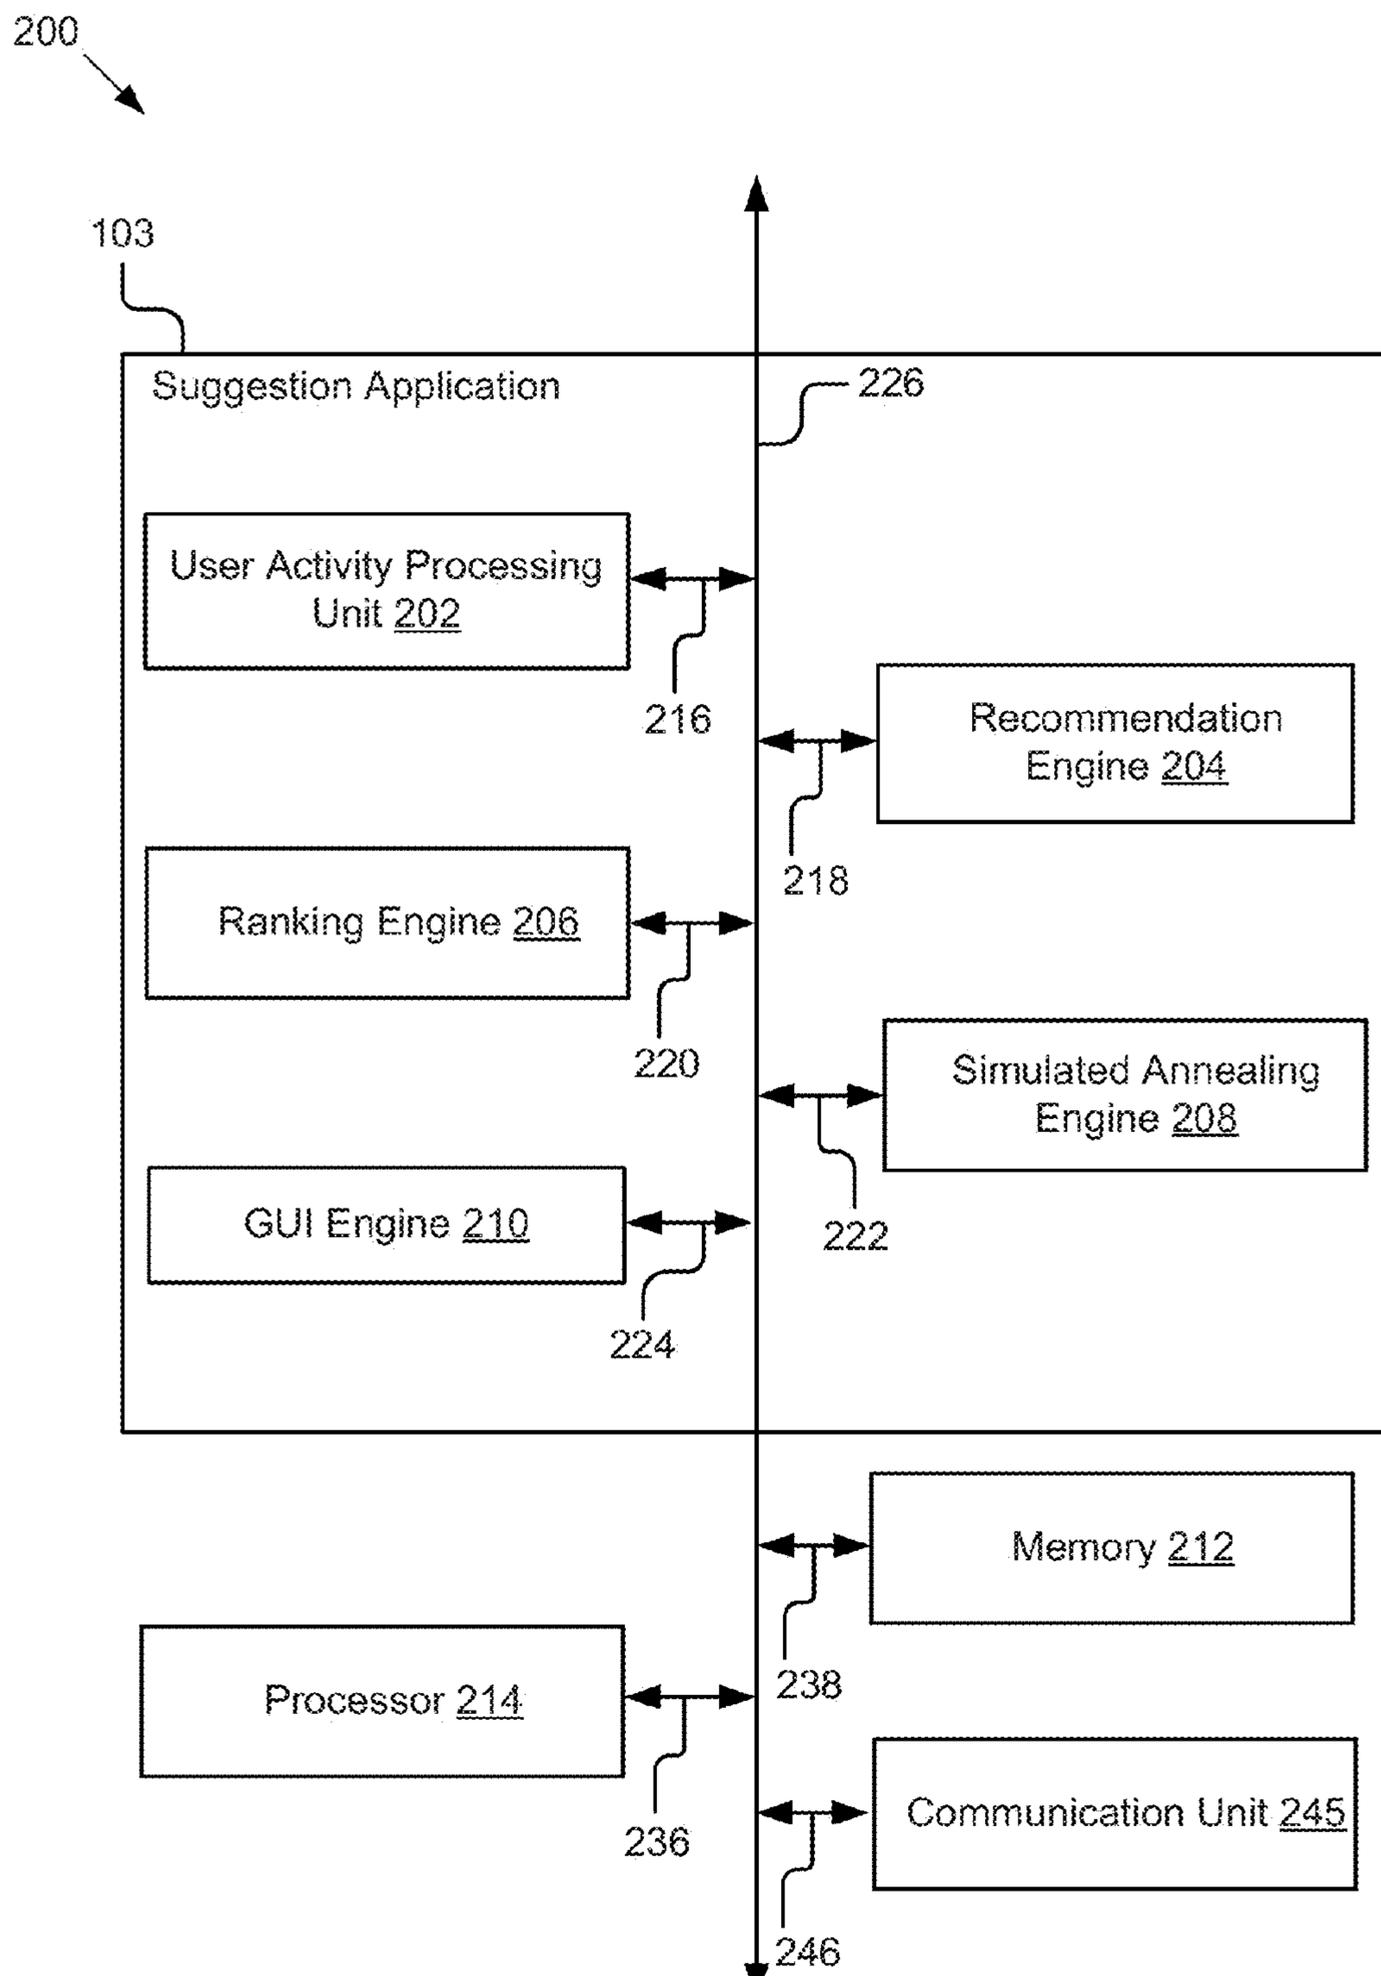 200
103
Suggestion Application
226
User Activity Processing
Unit 202
216
Recommendation
Engine 204
218
Ranking Engine 206
220
Simulated Annealing
Engine 208
222
GUI Engine 210
224
Memory 212
238
Processor 214
236
Communication Unit 245
246